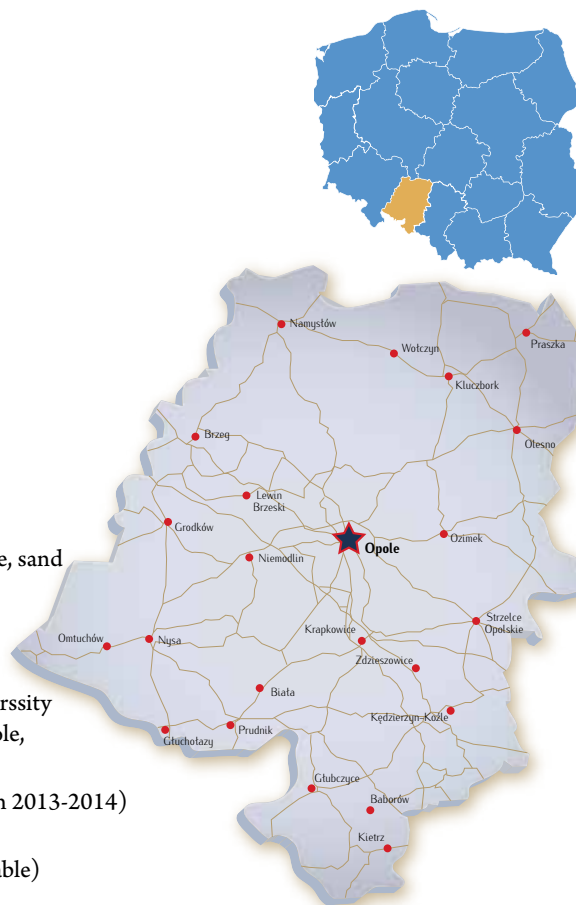 Namysłów
Wołczyn
Praszka
Kluczbork
Brzeg
Olesno
Lewin
Brzeski
Grodków
e, sand
Opole
Ozimek
Niemodlin
Strzelce
Opolskie
Krapkowice
Omtuchów
Nysa
Zdzieszowice
Biała
rssity
Kędzierzyn-Koźle
Prudnik
ole,
Głuchołazy
Głubczyce
n 2013-2014)
Baborów
Kietrz
able)